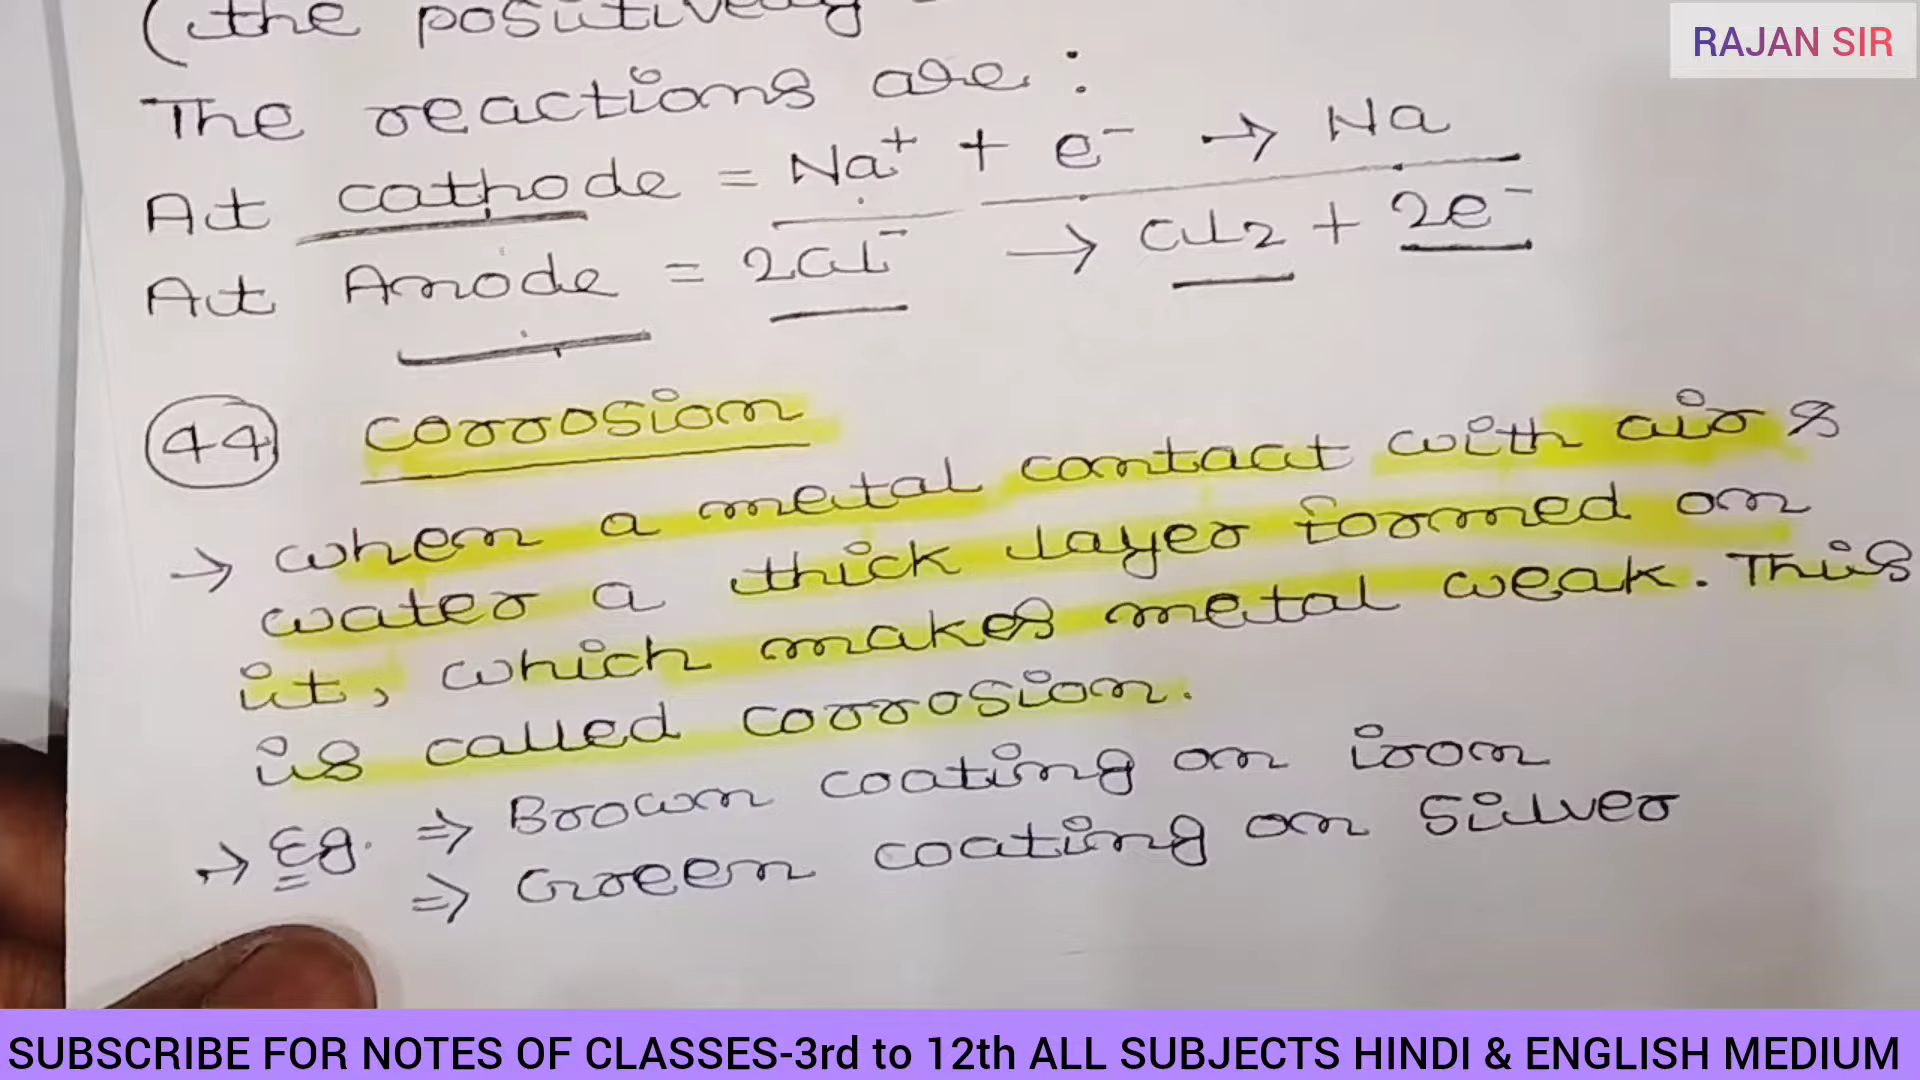 RAJAN SIR
(the positively
The reactions are:
At cathode = Na⁺ + e⁻ → Na
At Anode = 2Cl⁻ → Cl₂ + 2e⁻
44 Corrosion
→ when a metal contact with air &
water a thick layer formed on
it, which makes metal weak. This
is called corrosion.
→ Eg. ⇒ Brown coating on iron
⇒ Green coating on Silver
SUBSCRIBE FOR NOTES OF CLASSES-3rd to 12th ALL SUBJECTS HINDI & ENGLISH MEDIUM